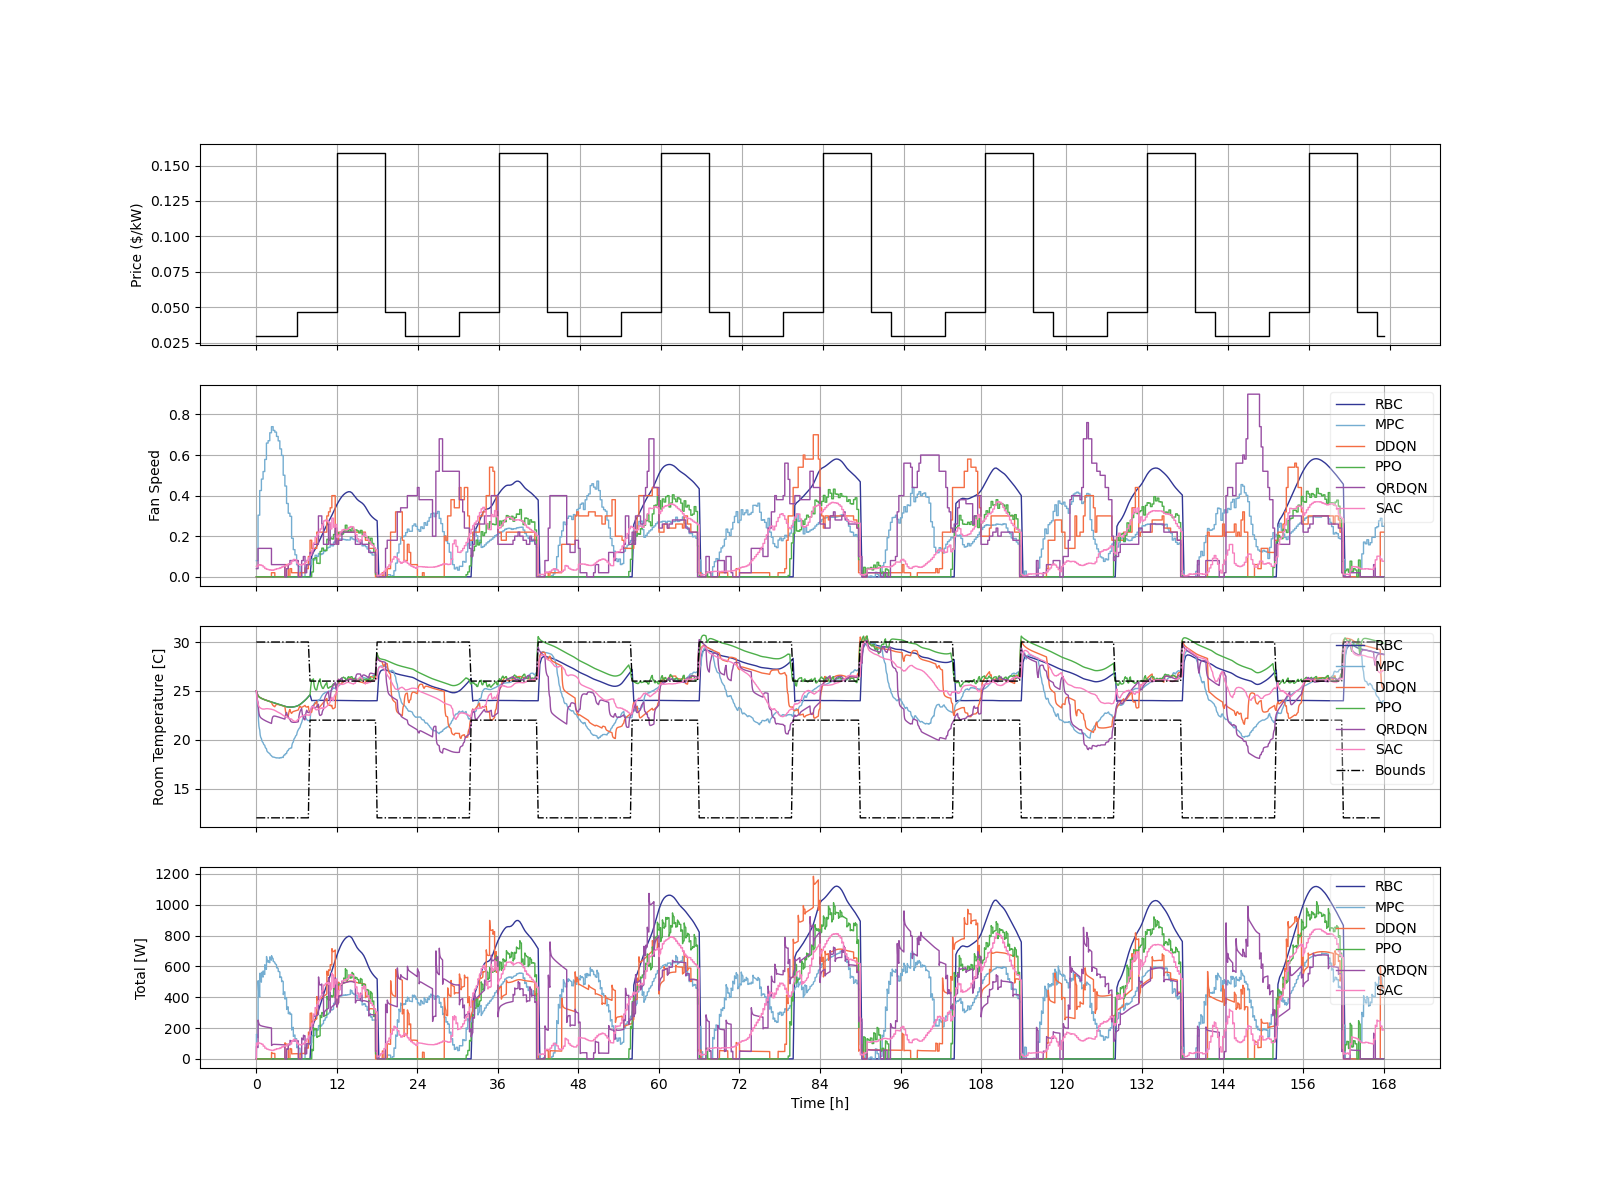 0.150
0.125
0.100
0.075
0.050
0.025
Price ($/kW)
0.8
0.6
0.4
0.2
0.0
Fan Speed
RBC
MPC
DDQN
PPO
QRDQN
SAC
30
25
20
15
Room Temperature [C]
RBC
MPC
DDQN
PPO
QRDQN
SAC
Bounds
1200
1000
800
600
400
200
0
Total [W]
RBC
MPC
DDQN
PPO
QRDQN
SAC
0 12 24 36 48 60 72 84 96 108 120 132 144 156 168
Time [h]